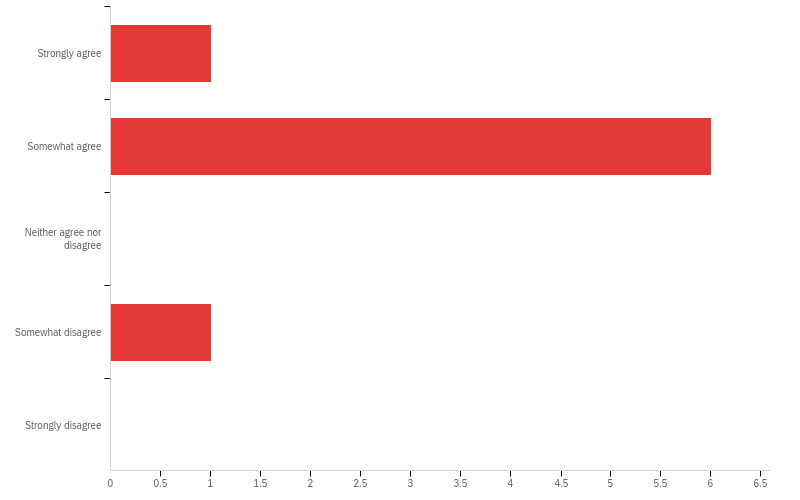 Strongly agree
Somewhat agree
Neither agree nor
disagree
Somewhat disagree
Strongly disagree
0 0.5 1 1.5 2 2.5 3 3.5 4 4.5 5 5.5 6 6.5